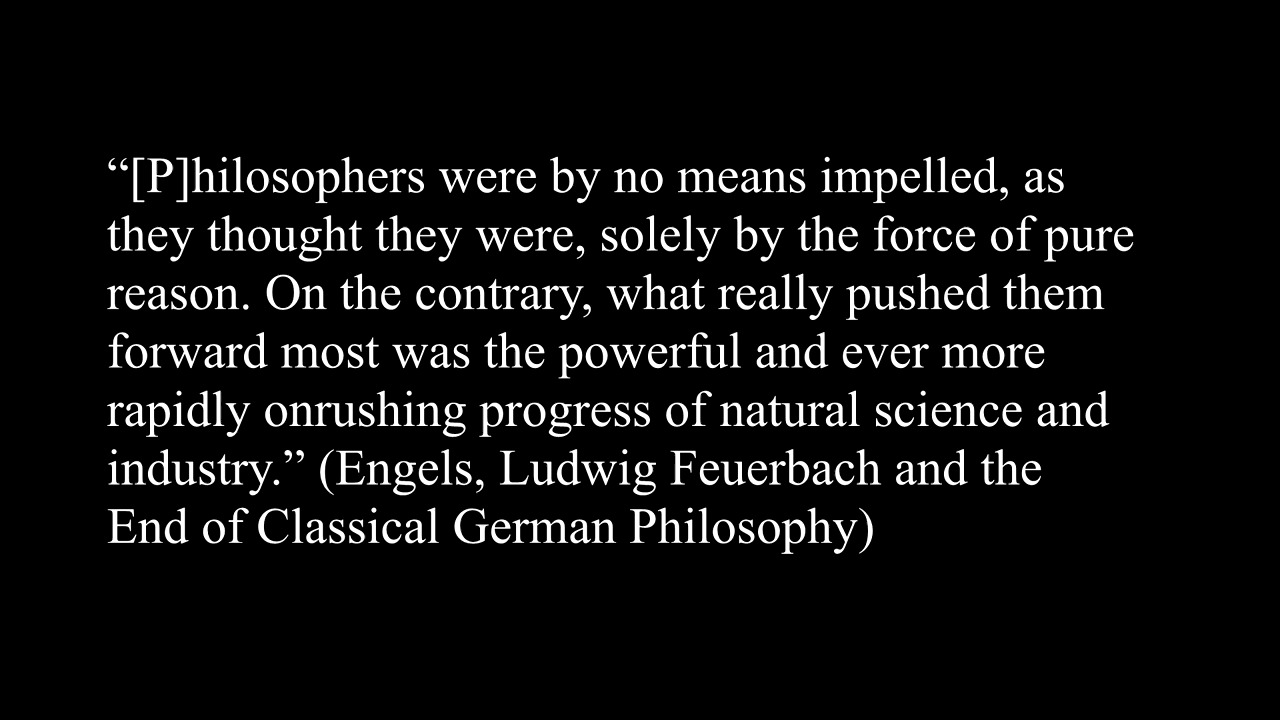 “[P]hilosophers were by no means impelled, as
they thought they were, solely by the force of pure
reason. On the contrary, what really pushed them
forward most was the powerful and ever more
rapidly onrushing progress of natural science and
industry.” (Engels, Ludwig Feuerbach and the
End of Classical German Philosophy)